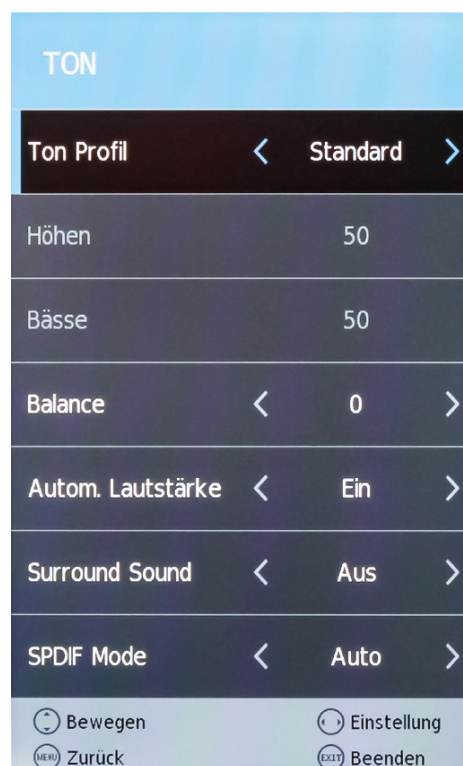 TON
Ton Profil < Standard >
Höhen 50
Bässe 50
Balance < 0 >
Autom. Lautstärke < Ein >
Surround Sound < Aus >
SPDIF Mode < Auto >
Bewegen Einstellung
MENU Zurück EXIT Beenden